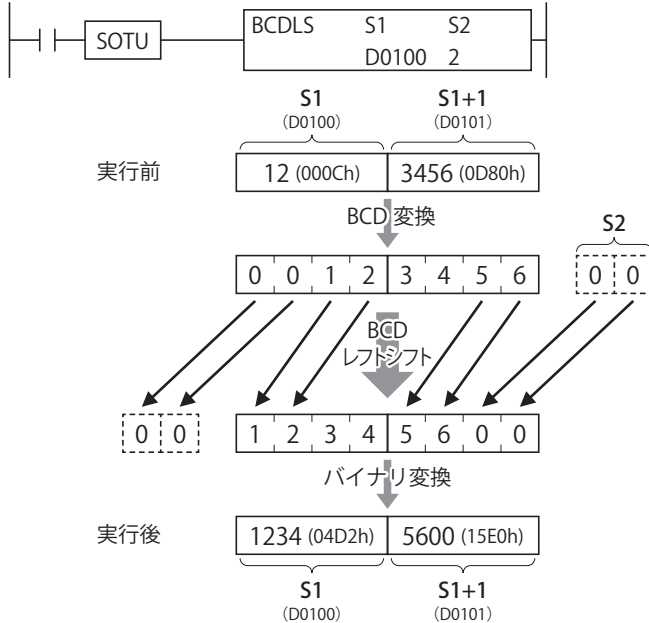 BCDLS S1 S2
SOTU
D0100 2
S1 S1+1
(D0100) (D0101)
実行前 12 (000Ch) 3456 (0D80h)
BCD 変換
S2
0 0 1 2 3 4 5 6 0 0
BCD
レフトシフト
0 0 1 2 3 4 5 6 0 0
バイナリ変換
実行後 1234 (04D2h) 5600 (15E0h)
S1 S1+1
(D0100) (D0101)